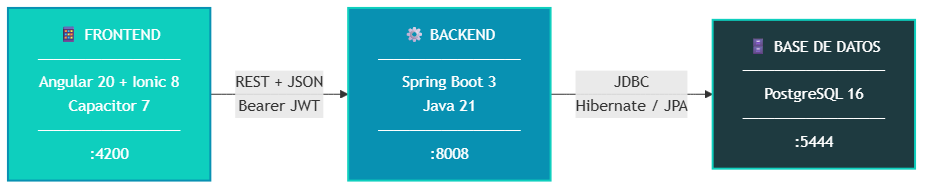 FRONTEND
Angular 20 + Ionic 8
Capacitor 7
:4200
REST + JSON
Bearer JWT
BACKEND
Spring Boot 3
Java 21
:8008
JDBC
Hibernate / JPA
BASE DE DATOS
PostgreSQL 16
:5444